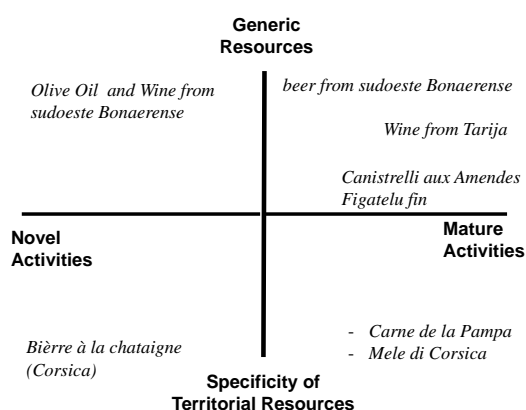 Generic
Resources
Olive Oil and Wine from
sudoeste Bonaerense
beer from sudoeste Bonaerense
Wine from Tarija
Canistrelli aux Amendes
Figatelu fin
Novel
Activities
Mature
Activities
Bièrre à la chataigne
(Corsica)
- Carne de la Pampa
- Mele di Corsica
Specificity of
Territorial Resources